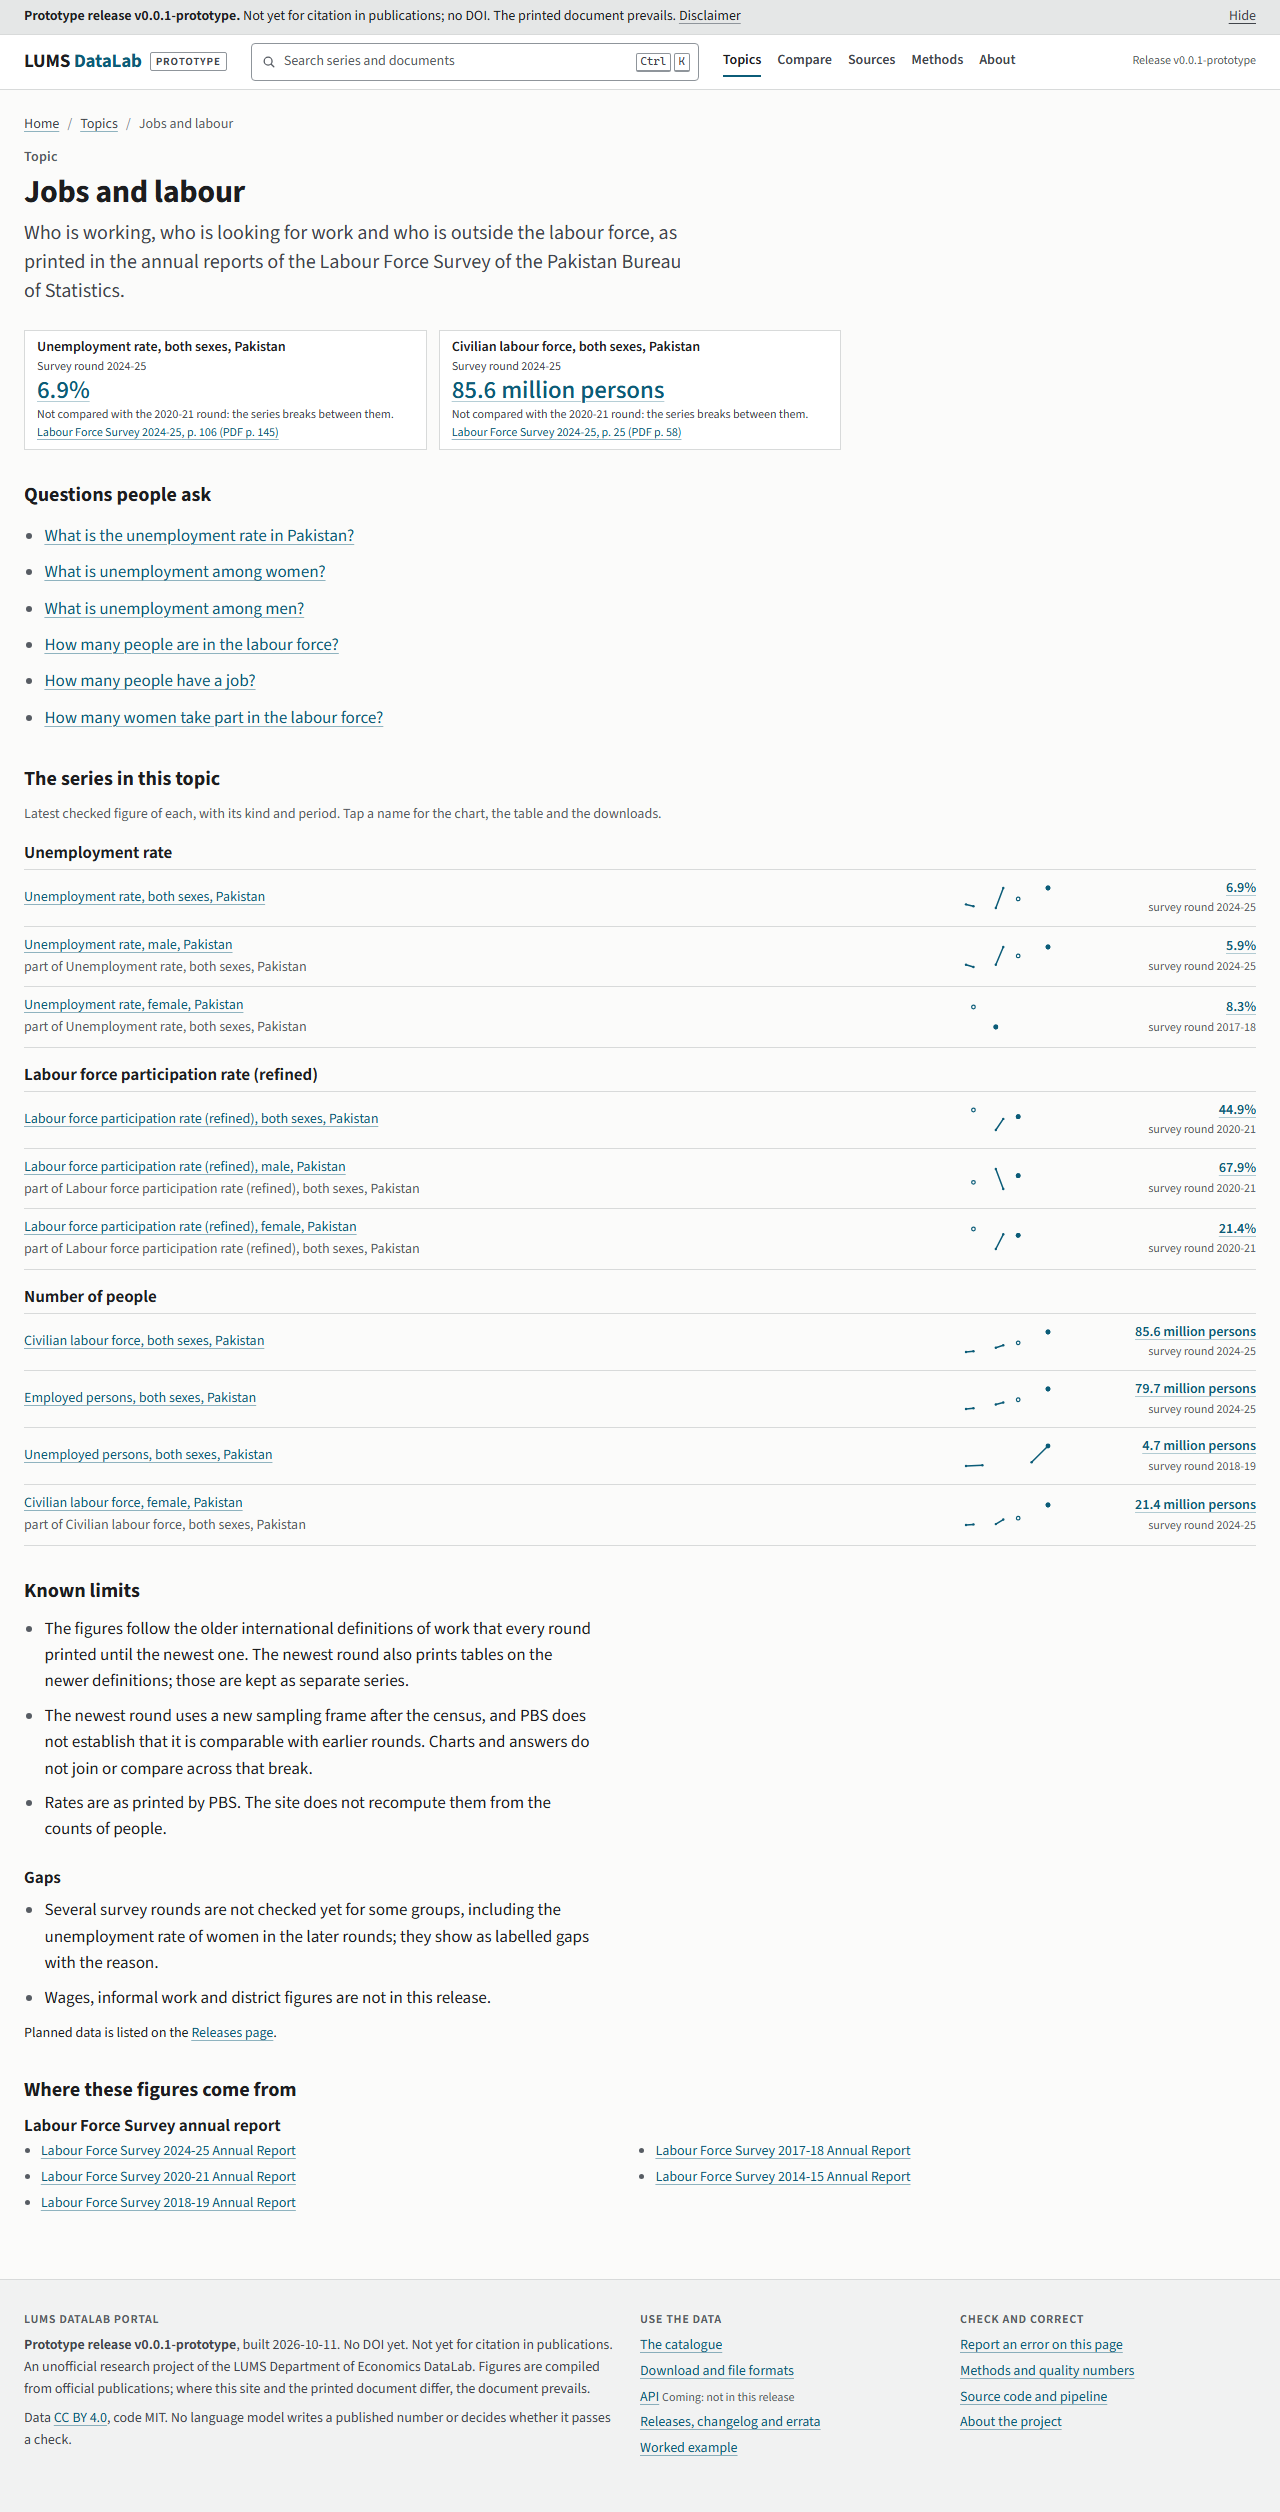 Prototype release v0.0.1-prototype. Not yet for citation in publications; no DOI. The printed document prevails. Disclaimer
Hide
LUMS DataLab PROTOTYPE
Search series and documents Ctrl K
Topics Compare Sources Methods About
Release v0.0.1-prototype
Home / Topics / Jobs and labour
Topic
Jobs and labour
Who is working, who is looking for work and who is outside the labour force, as
printed in the annual reports of the Labour Force Survey of the Pakistan Bureau
of Statistics.
Unemployment rate, both sexes, Pakistan
Survey round 2024-25
6.9%
Not compared with the 2020-21 round: the series breaks between them.
Labour Force Survey 2024-25, p. 106 (PDF p. 145)
Civilian labour force, both sexes, Pakistan
Survey round 2024-25
85.6 million persons
Not compared with the 2020-21 round: the series breaks between them.
Labour Force Survey 2024-25, p. 25 (PDF p. 58)
Questions people ask
What is the unemployment rate in Pakistan?
What is unemployment among women?
What is unemployment among men?
How many people are in the labour force?
How many people have a job?
How many women take part in the labour force?
The series in this topic
Latest checked figure of each, with its kind and period. Tap a name for the chart, the table and the downloads.
Unemployment rate
Unemployment rate, both sexes, Pakistan
6.9%
survey round 2024-25
Unemployment rate, male, Pakistan
part of Unemployment rate, both sexes, Pakistan
5.9%
survey round 2024-25
Unemployment rate, female, Pakistan
part of Unemployment rate, both sexes, Pakistan
8.3%
survey round 2017-18
Labour force participation rate (refined)
Labour force participation rate (refined), both sexes, Pakistan
44.9%
survey round 2020-21
Labour force participation rate (refined), male, Pakistan
part of Labour force participation rate (refined), both sexes, Pakistan
67.9%
survey round 2020-21
Labour force participation rate (refined), female, Pakistan
part of Labour force participation rate (refined), both sexes, Pakistan
21.4%
survey round 2020-21
Number of people
Civilian labour force, both sexes, Pakistan
85.6 million persons
survey round 2024-25
Employed persons, both sexes, Pakistan
79.7 million persons
survey round 2024-25
Unemployed persons, both sexes, Pakistan
4.7 million persons
survey round 2018-19
Civilian labour force, female, Pakistan
part of Civilian labour force, both sexes, Pakistan
21.4 million persons
survey round 2024-25
Known limits
The figures follow the older international definitions of work that every round
printed until the newest one. The newest round also prints tables on the
newer definitions; those are kept as separate series.
The newest round uses a new sampling frame after the census, and PBS does
not establish that it is comparable with earlier rounds. Charts and answers do
not join or compare across that break.
Rates are as printed by PBS. The site does not recompute them from the
counts of people.
Gaps
Several survey rounds are not checked yet for some groups, including the
unemployment rate of women in the later rounds; they show as labelled gaps
with the reason.
Wages, informal work and district figures are not in this release.
Planned data is listed on the Releases page.
Where these figures come from
Labour Force Survey annual report
Labour Force Survey 2024-25 Annual Report
Labour Force Survey 2020-21 Annual Report
Labour Force Survey 2018-19 Annual Report
Labour Force Survey 2017-18 Annual Report
Labour Force Survey 2014-15 Annual Report
LUMS DATALAB PORTAL
Prototype release v0.0.1-prototype, built 2026-10-11. No DOI yet. Not yet for citation in publications.
An unofficial research project of the LUMS Department of Economics DataLab. Figures are compiled
from official publications; where this site and the printed document differ, the document prevails.
Data CC BY 4.0, code MIT. No language model writes a published number or decides whether it passes
a check.
USE THE DATA
The catalogue
Download and file formats
API Coming: not in this release
Releases, changelog and errata
Worked example
CHECK AND CORRECT
Report an error on this page
Methods and quality numbers
Source code and pipeline
About the project